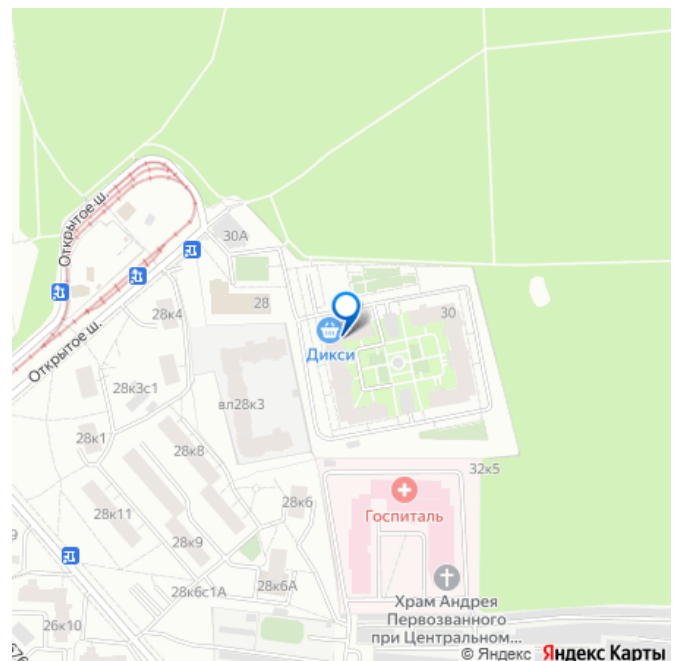 Открытое ш.
30А
28
28к4
30
Дикси
Открытое ш.
28к3с1
вл28к3
28к1
28к8
32к5
28к11
28к6
Госпиталь
28к9
28к6А
28к6с1А
26к10
Храм Андрея
Первозванного
при Центральном...
© Яндекс Яндекс Карты